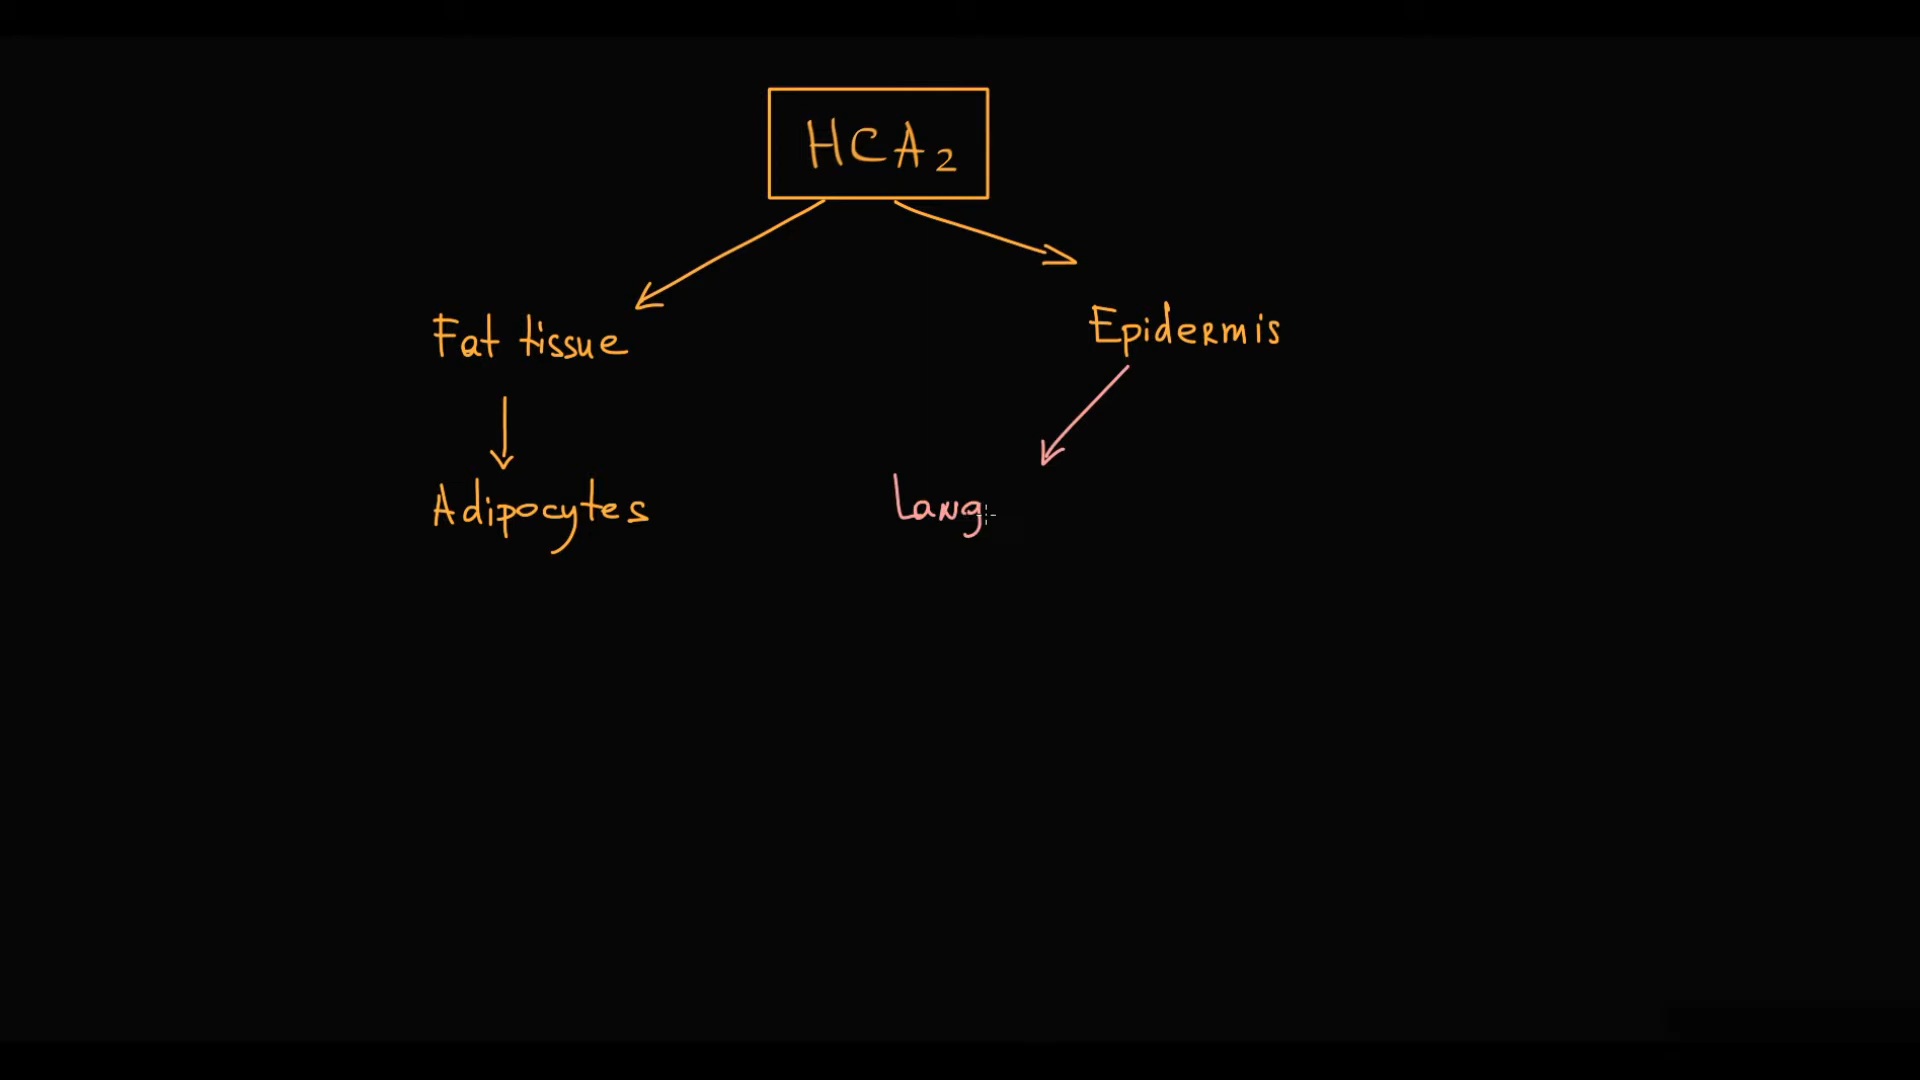 HCA₂
Fat tissue
Epidermis
Adipocytes
Lang